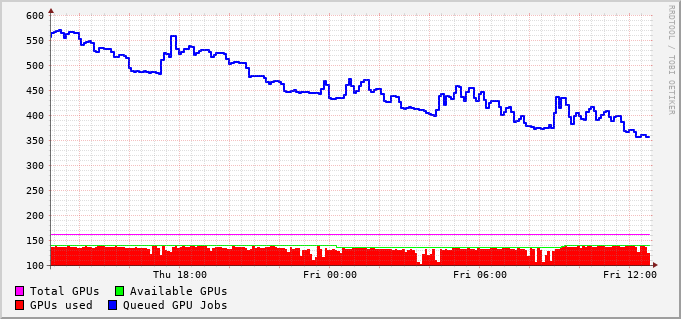 600
550
500
450
400
350
300
250
200
150
100
Thu 18:00 Fri 00:00 Fri 06:00 Fri 12:00
Total GPUs Available GPUs
GPUs used Queued GPU Jobs
RRDTOOL / TOBI OETIKER